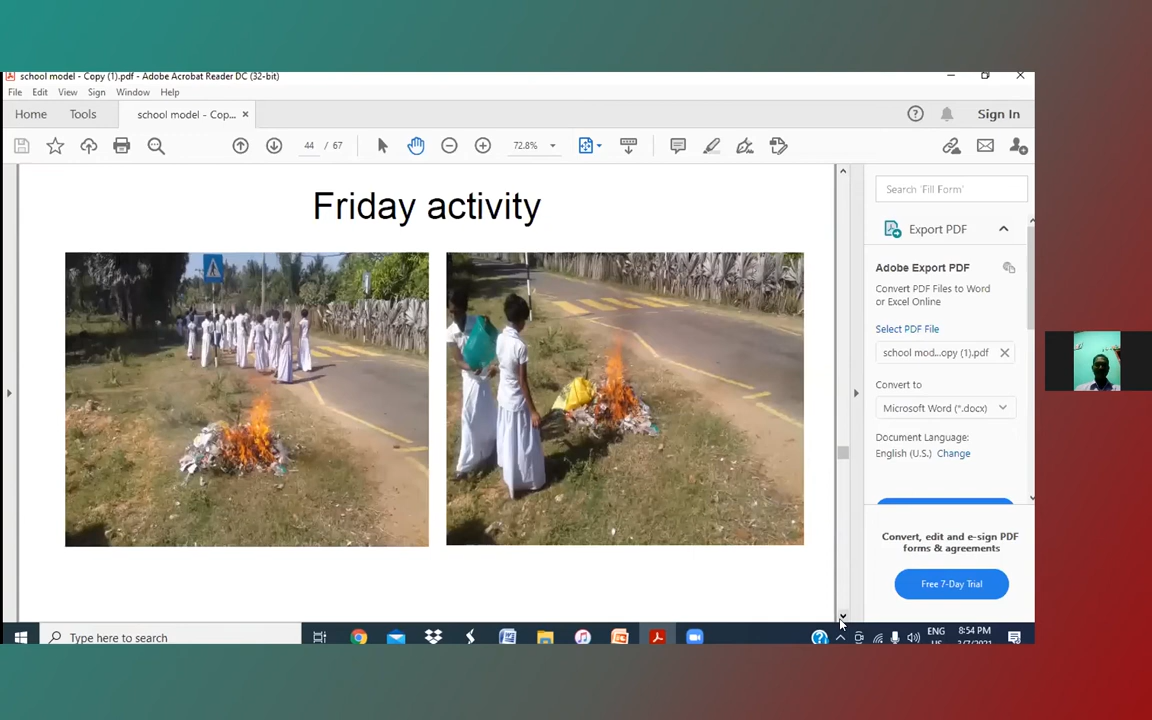 school model - Copy (1).pdf - Adobe Acrobat Reader DC (32-bit)
File Edit View Sign Window Help
Home Tools school model - Cop... × Sign In
44 / 67 72.8%
Friday activity
Search 'Fill Form'
Export PDF
Adobe Export PDF
Convert PDF Files to Word
or Excel Online
Select PDF File
school mod...opy (1).pdf
Convert to
Microsoft Word (*.docx)
Document Language:
English (U.S.) Change
Convert, edit and e-sign PDF
forms & agreements
Free 7-Day Trial
Type here to search
ENG
8:54 PM